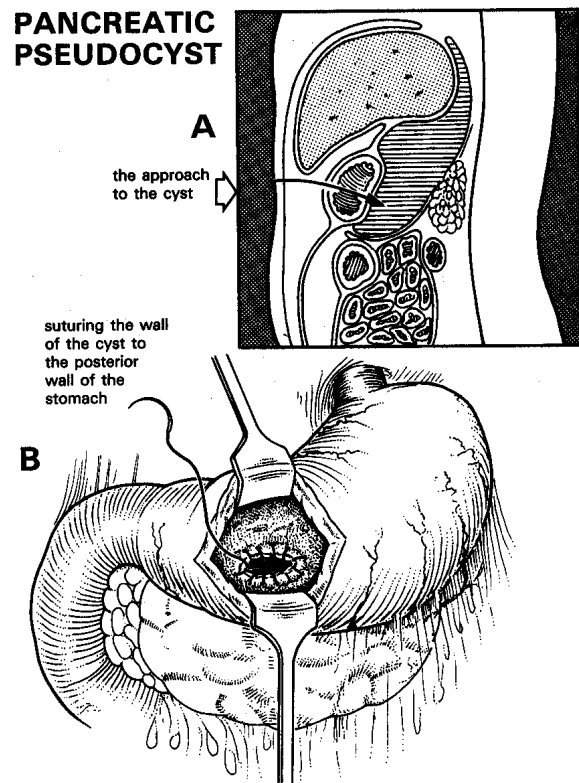 PANCREATIC
PSEUDOCYST
A
the approach
to the cyst
suturing the wall
of the cyst to
the posterior
wall of the
stomach
B